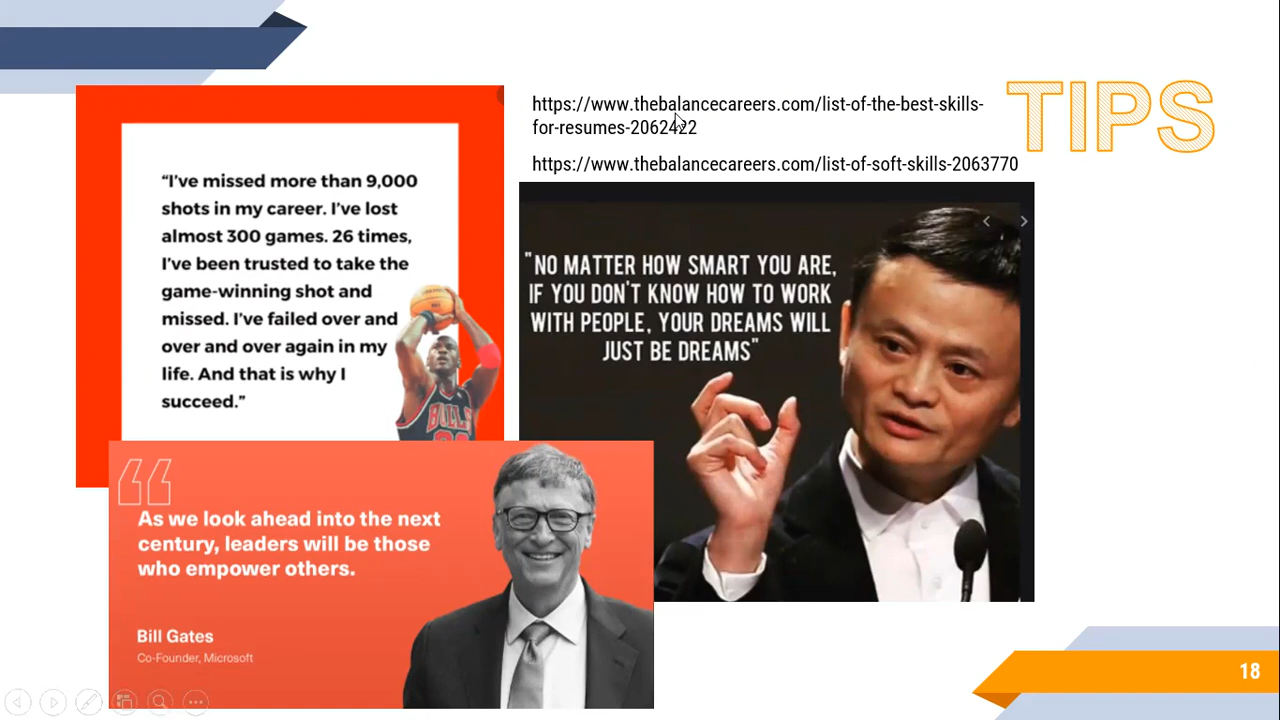 TIPS
https://www.thebalancecareers.com/list-of-the-best-skills-
for-resumes-2062422
https://www.thebalancecareers.com/list-of-soft-skills-2063770
“I’ve missed more than 9,000
shots in my career. I’ve lost
almost 300 games. 26 times,
I’ve been trusted to take the
game-winning shot and
missed. I’ve failed over and
over and over again in my
life. And that is why I
succeed.”
BULLS
"NO MATTER HOW SMART YOU ARE,
IF YOU DON'T KNOW HOW TO WORK
WITH PEOPLE, YOUR DREAMS WILL
JUST BE DREAMS"
“
As we look ahead into the next
century, leaders will be those
who empower others.
Bill Gates
Co-Founder, Microsoft
18